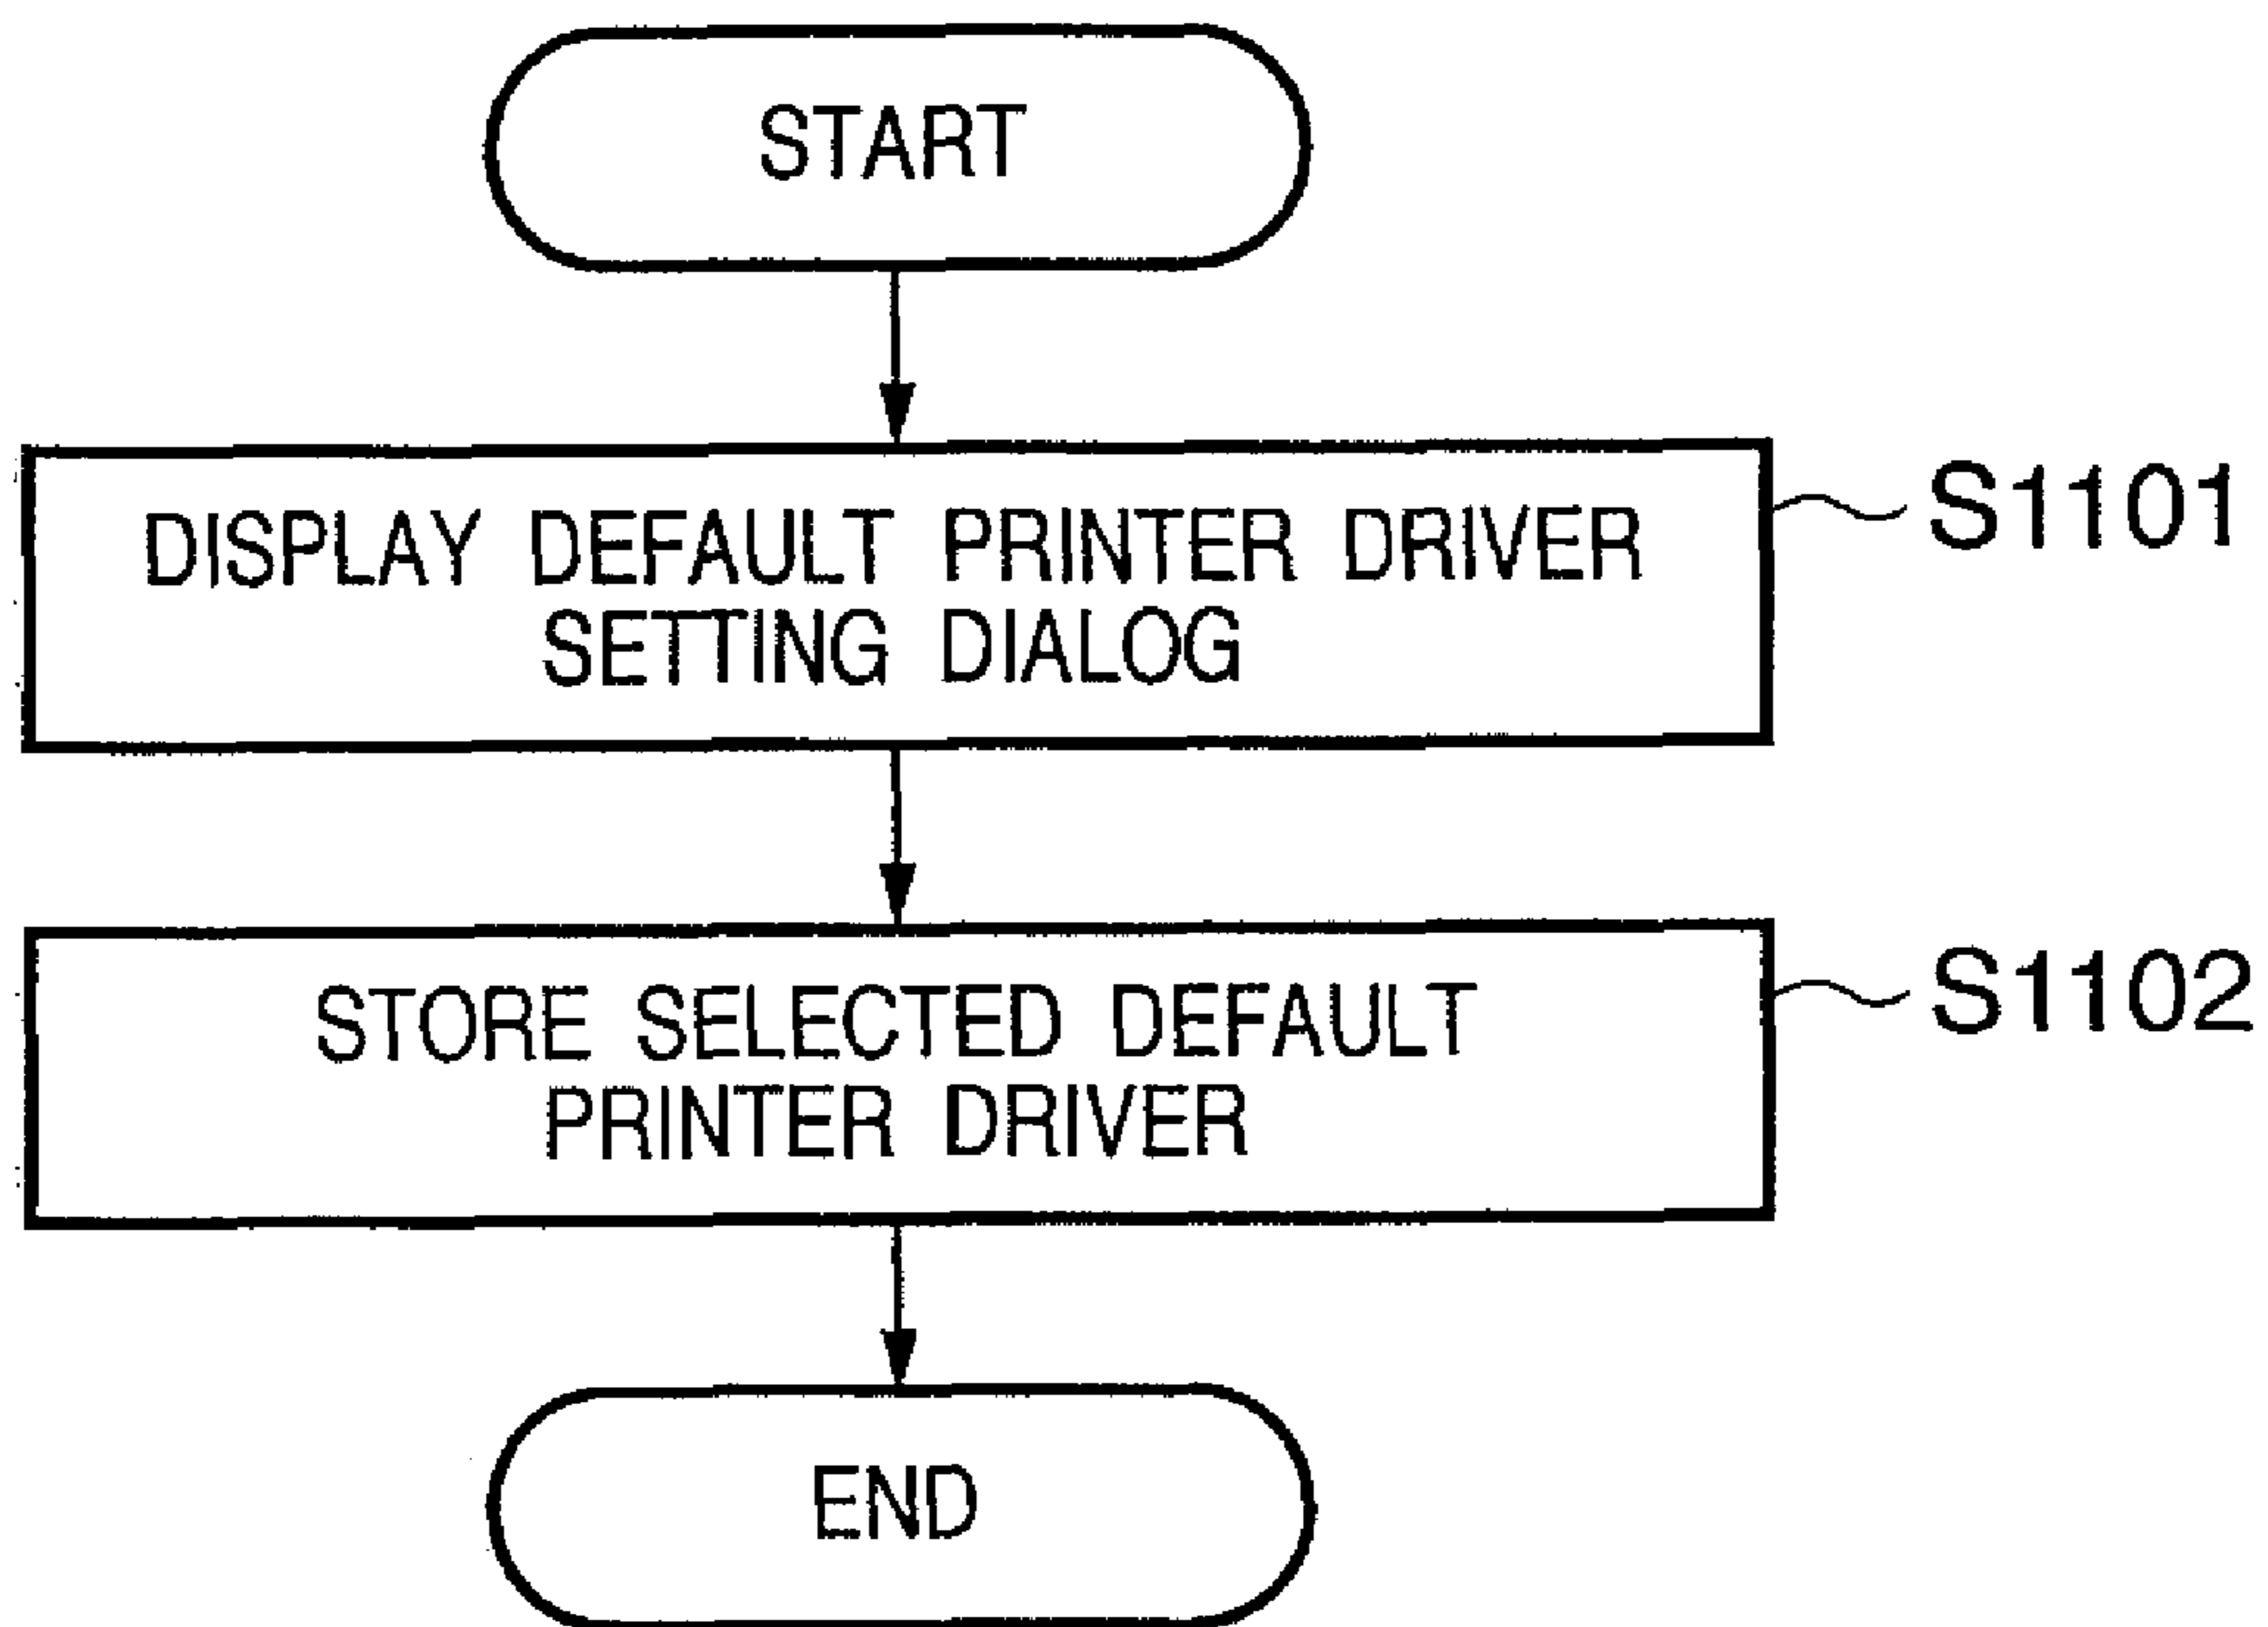 START
DISPLAY DEFAULT PRINTER DRIVER
SETTING DIALOG
S1101
STORE SELECTED DEFAULT
PRINTER DRIVER
S1102
END